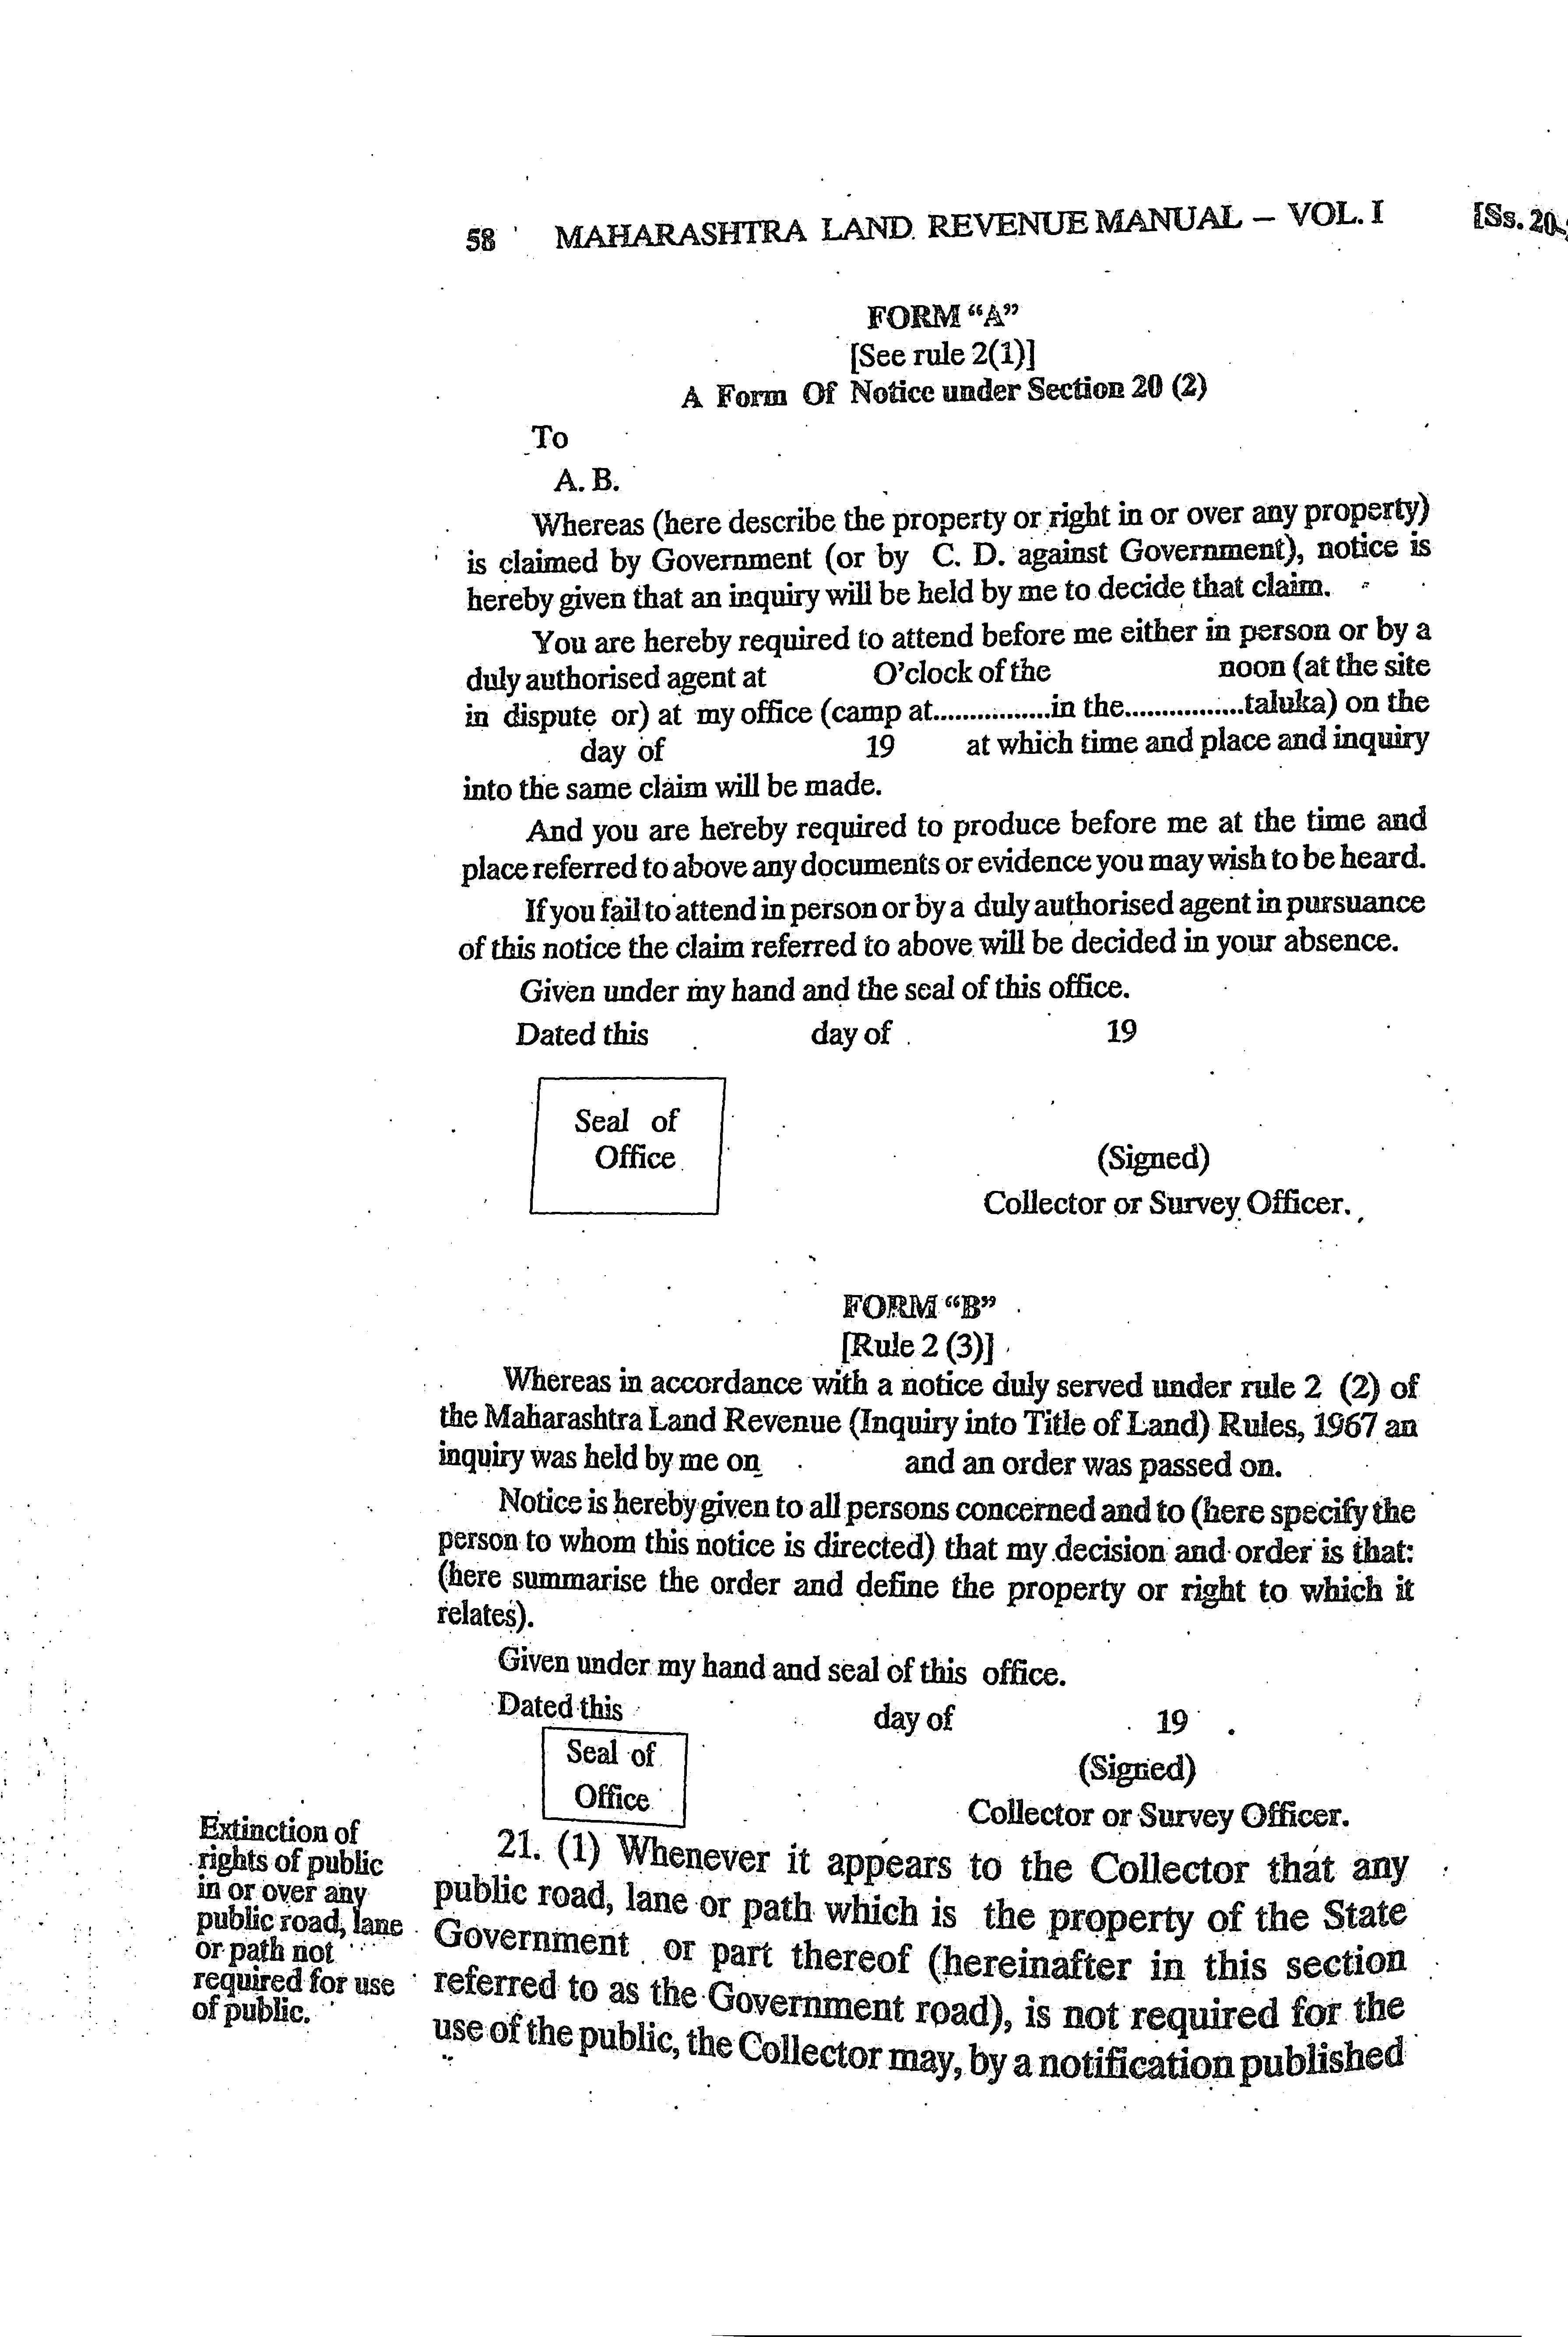 58 MAHARASHTRA LAND REVENUE MANUAL – VOL. I [Ss. 20-
FORM “A”
[See rule 2(1)]
A Form Of Notice under Section 20 (2)
To
A. B.
Whereas (here describe the property or right in or over any property)
is claimed by Government (or by C. D. against Government), notice is
hereby given that an inquiry will be held by me to decide that claim.
You are hereby required to attend before me either in person or by a
duly authorised agent at O’clock of the noon (at the site
in dispute or) at my office (camp at................in the................taluka) on the
day of 19 at which time and place and inquiry
into the same claim will be made.
And you are hereby required to produce before me at the time and
place referred to above any documents or evidence you may wish to be heard.
If you fail to attend in person or by a duly authorised agent in pursuance
of this notice the claim referred to above will be decided in your absence.
Given under my hand and the seal of this office.
Dated this day of 19
Seal of
Office
(Signed)
Collector or Survey Officer.
FORM “B”
[Rule 2 (3)]
Whereas in accordance with a notice duly served under rule 2 (2) of
the Maharashtra Land Revenue (Inquiry into Title of Land) Rules, 1967 an
inquiry was held by me on and an order was passed on.
Notice is hereby given to all persons concerned and to (here specify the
person to whom this notice is directed) that my decision and order is that:
(here summarise the order and define the property or right to which it
relates).
Given under my hand and seal of this office.
Dated this day of 19
Seal of
Office
(Signed)
Collector or Survey Officer.
Extinction of
rights of public
in or over any
public road, lane
or path not
required for use
of public.
21. (1) Whenever it appears to the Collector that any
public road, lane or path which is the property of the State
Government or part thereof (hereinafter in this section
referred to as the Government road), is not required for the
use of the public, the Collector may, by a notification published